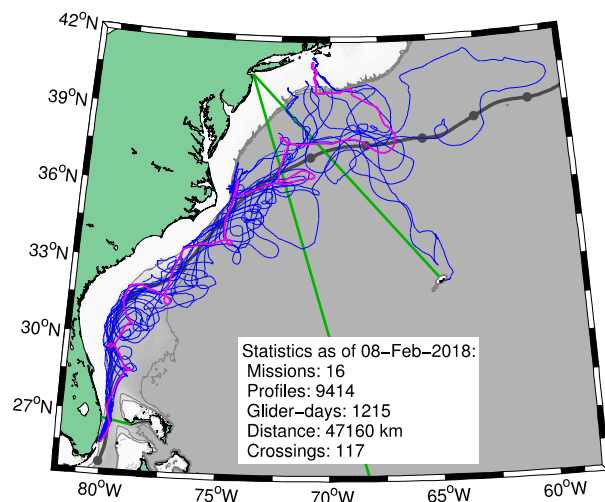 42°N
39°N
36°N
33°N
30°N
27°N
Statistics as of 08−Feb−2018:
Missions: 16
Profiles: 9414
Glider−days: 1215
Distance: 47160 km
Crossings: 117
80°W 75°W 70°W 65°W 60°W